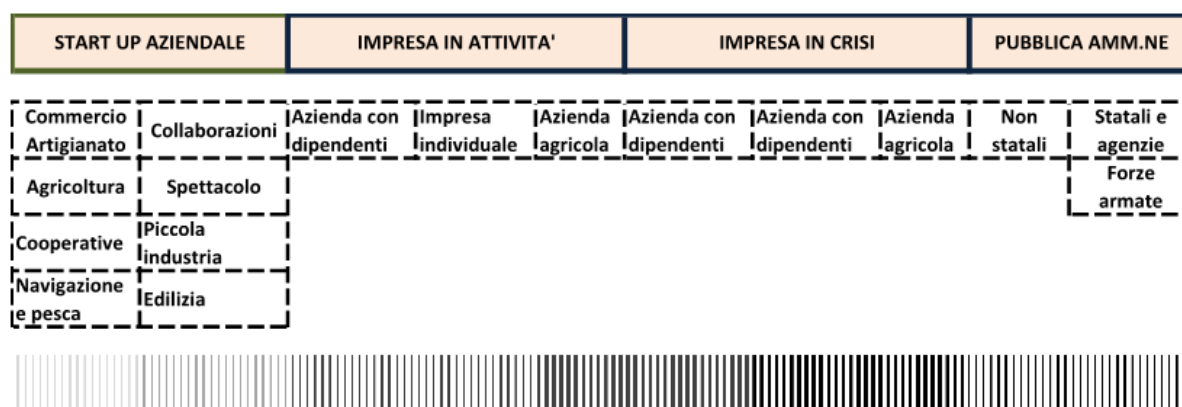 START UP AZIENDALE
IMPRESA IN ATTIVITA'
IMPRESA IN CRISI
PUBBLICA AMM.NE
Commercio
Artigianato
Collaborazioni
Azienda con
dipendenti
Impresa
individuale
Azienda
agricola
Azienda con
dipendenti
Azienda con
dipendenti
Azienda
agricola
Non
statali
Statali e
agenzie
Agricoltura
Spettacolo
Forze
armate
Cooperative
Piccola
industria
Navigazione
e pesca
Edilizia